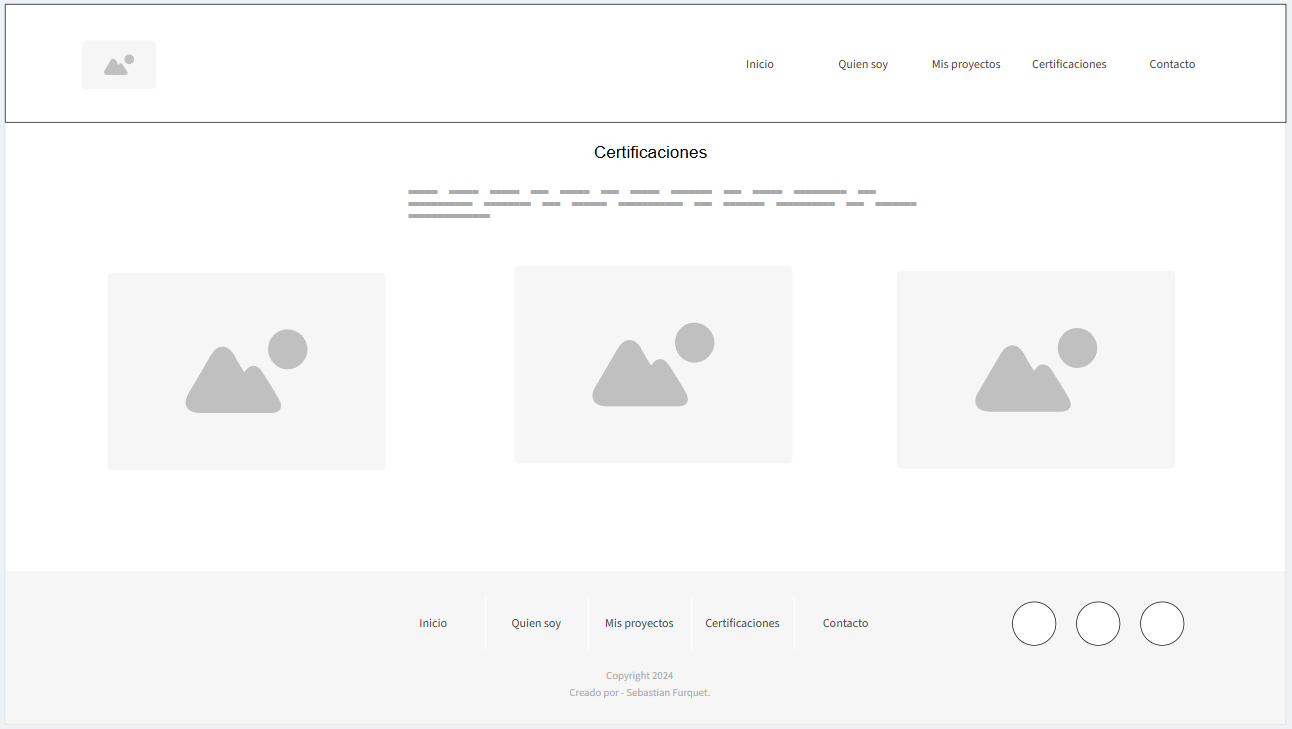 Inicio Quien soy Mis proyectos Certificaciones Contacto
Certificaciones
Inicio Quien soy Mis proyectos Certificaciones Contacto
Copyright 2024
Creado por - Sebastian Furquet.